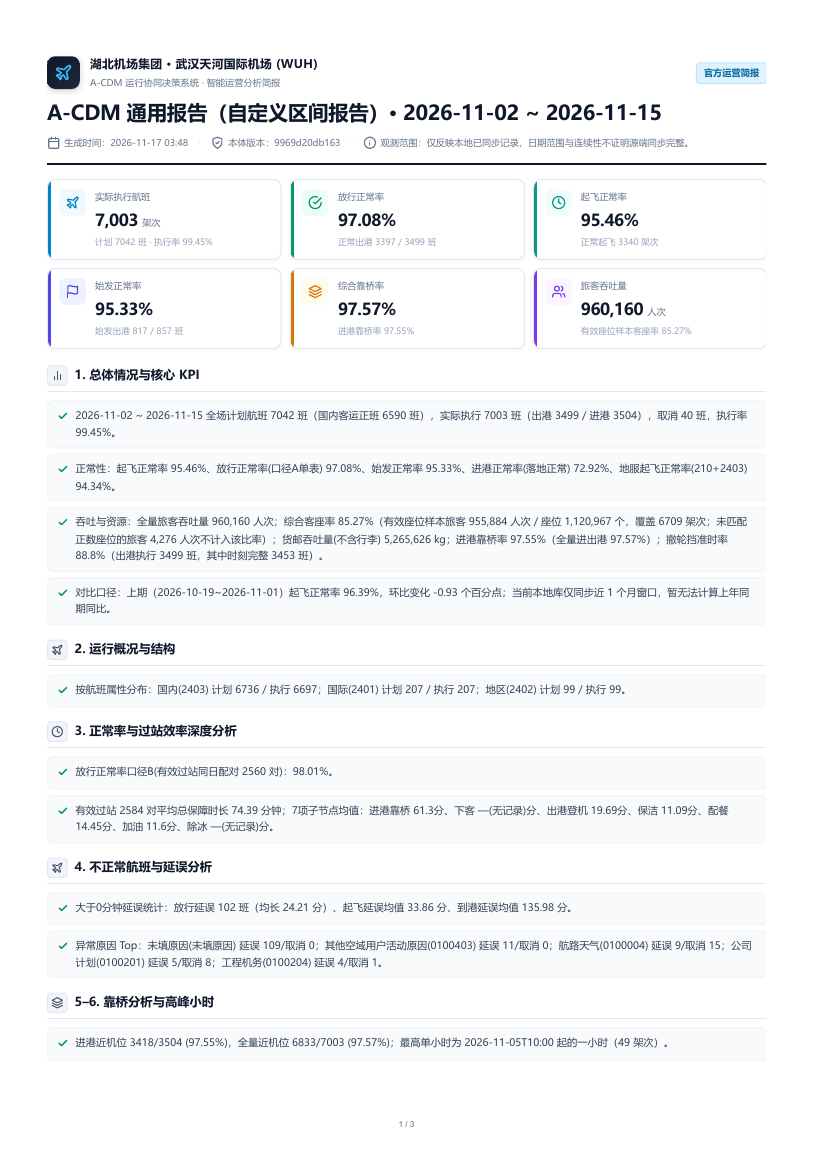 湖北机场集团 • 武汉天河国际机场 (WUH)
A-CDM 运行协同决策系统 · 智能运营分析简报
官方运营简报
A-CDM 通用报告（自定义区间报告）• 2026-11-02 ~ 2026-11-15
生成时间：2026-11-17 03:48 · 本体版本：9969d20db163 · 观测范围：仅反映本地已同步记录，日期范围与连续性不证明源端同步完整。
实际执行航班
7,003 架次
计划 7042 班 · 执行率 99.45%
放行正常率
97.08%
正常出港 3397 / 3499 班
起飞正常率
95.46%
正常起飞 3340 架次
始发正常率
95.33%
始发出港 817 / 857 班
综合靠桥率
97.57%
进港靠桥率 97.55%
旅客吞吐量
960,160 人次
有效座位样本客座率 85.27%
1. 总体情况与核心 KPI
2026-11-02 ~ 2026-11-15 全场计划航班 7042 班（国内客运正班 6590 班），实际执行 7003 班（出港 3499 / 进港 3504），取消 40 班，执行率
99.45%。
正常性：起飞正常率 95.46%、放行正常率(口径A单表) 97.08%、始发正常率 95.33%、进港正常率(落地正常) 72.92%、地服起飞正常率(210+2403)
94.34%。
吞吐与资源：全量旅客吞吐量 960,160 人次；综合客座率 85.27%（有效座位样本旅客 955,884 人次 / 座位 1,120,967 个，覆盖 6709 架次；未匹配
正数座位的旅客 4,276 人次不计入该比率）；货邮吞吐量(不含行李) 5,265,626 kg；进港靠桥率 97.55%（全量进出港 97.57%）；撤轮挡准时率
88.8%（出港执行 3499 班，其中时刻完整 3453 班）。
对比口径：上期（2026-10-19~2026-11-01）起飞正常率 96.39%，环比变化 -0.93 个百分点；当前本地库仅同步近 1 个月窗口，暂无法计算上年同
期同比。
2. 运行概况与结构
按航班属性分布：国内(2403) 计划 6736 / 执行 6697；国际(2401) 计划 207 / 执行 207；地区(2402) 计划 99 / 执行 99。
3. 正常率与过站效率深度分析
放行正常率口径B(有效过站同日配对 2560 对)：98.01%。
有效过站 2584 对平均总保障时长 74.39 分钟；7项子节点均值：进港靠桥 61.3分、下客 —(无记录)分、出港登机 19.69分、保洁 11.09分、配餐
14.45分、加油 11.6分、除冰 —(无记录)分。
4. 不正常航班与延误分析
大于0分钟延误统计：放行延误 102 班（均长 24.21 分）、起飞延误均值 33.86 分、到港延误均值 135.98 分。
异常原因 Top：未填原因(未填原因) 延误 109/取消 0；其他空域用户活动原因(0100403) 延误 11/取消 0；航路天气(0100004) 延误 9/取消 15；公司
计划(0100201) 延误 5/取消 8；工程机务(0100204) 延误 4/取消 1。
5–6. 靠桥分析与高峰小时
进港近机位 3418/3504 (97.55%)，全量近机位 6833/7003 (97.57%)；最高单小时为 2026-11-05T10:00 起的一小时（49 架次）。
1 / 3